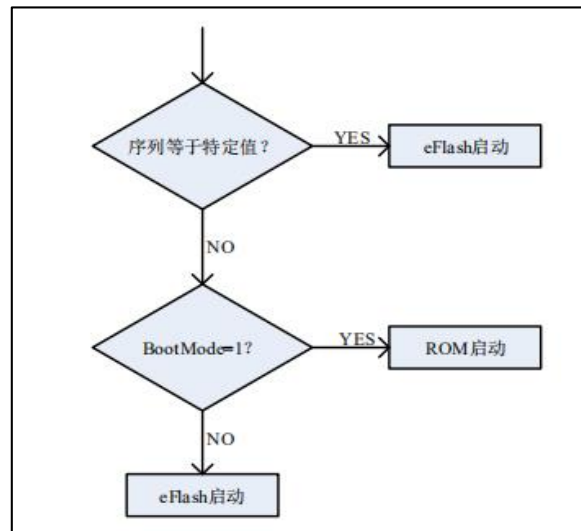 序列等于特定值？
YES
eFlash启动
NO
BootMode=1?
YES
ROM启动
NO
eFlash启动